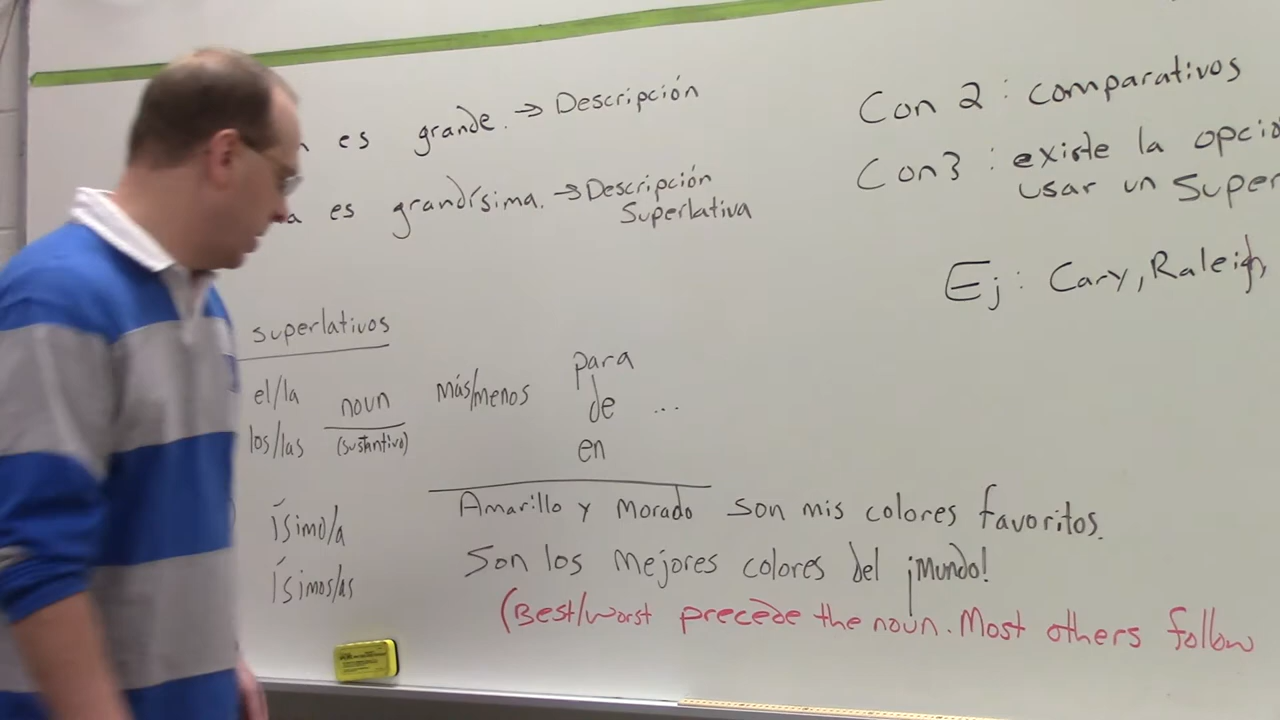 es grande. → Descripción
es grandísima. → Descripción
Superlativa
Con 2 : comparativos
Con 3 : existe la opció
usar un Super
Ej : Cary, Raleigh,
superlativos
el/la noun más/menos para
los/las (sustantivo) de ...
en
ísimo/a
ísimos/as
Amarillo y Morado son mis colores favoritos.
Son los mejores colores del ¡Mundo!
(Best/worst precede the noun. Most others follow